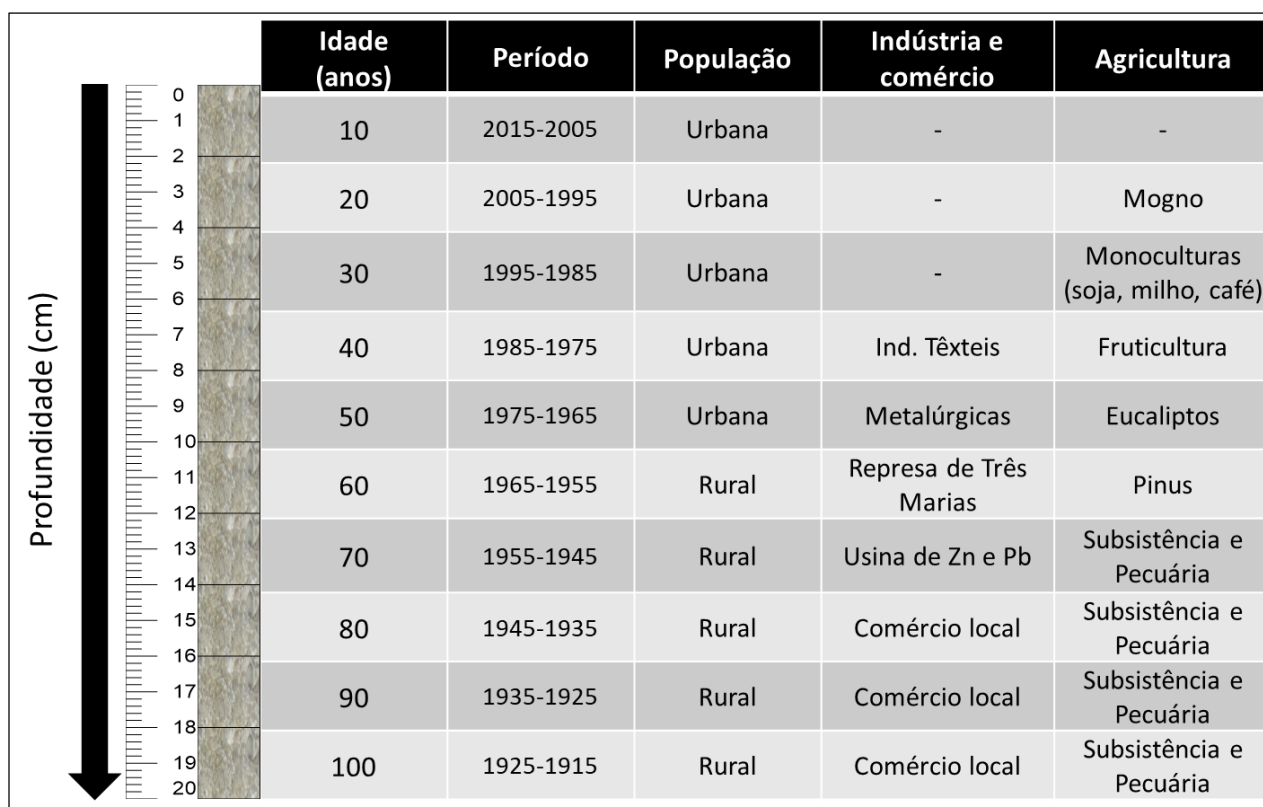 Idade
(anos)
Período
População
Indústria e
comércio
Agricultura
Profundidade (cm)
0
1
2
3
4
5
6
7
8
9
10
11
12
13
14
15
16
17
18
19
20
10
2015-2005
Urbana
-
-
20
2005-1995
Urbana
-
Mogno
30
1995-1985
Urbana
-
Monoculturas
(soja, milho, café)
40
1985-1975
Urbana
Ind. Têxteis
Fruticultura
50
1975-1965
Urbana
Metalúrgicas
Eucaliptos
60
1965-1955
Rural
Represa de Três
Marias
Pinus
70
1955-1945
Rural
Usina de Zn e Pb
Subsistência e
Pecuária
80
1945-1935
Rural
Comércio local
Subsistência e
Pecuária
90
1935-1925
Rural
Comércio local
Subsistência e
Pecuária
100
1925-1915
Rural
Comércio local
Subsistência e
Pecuária